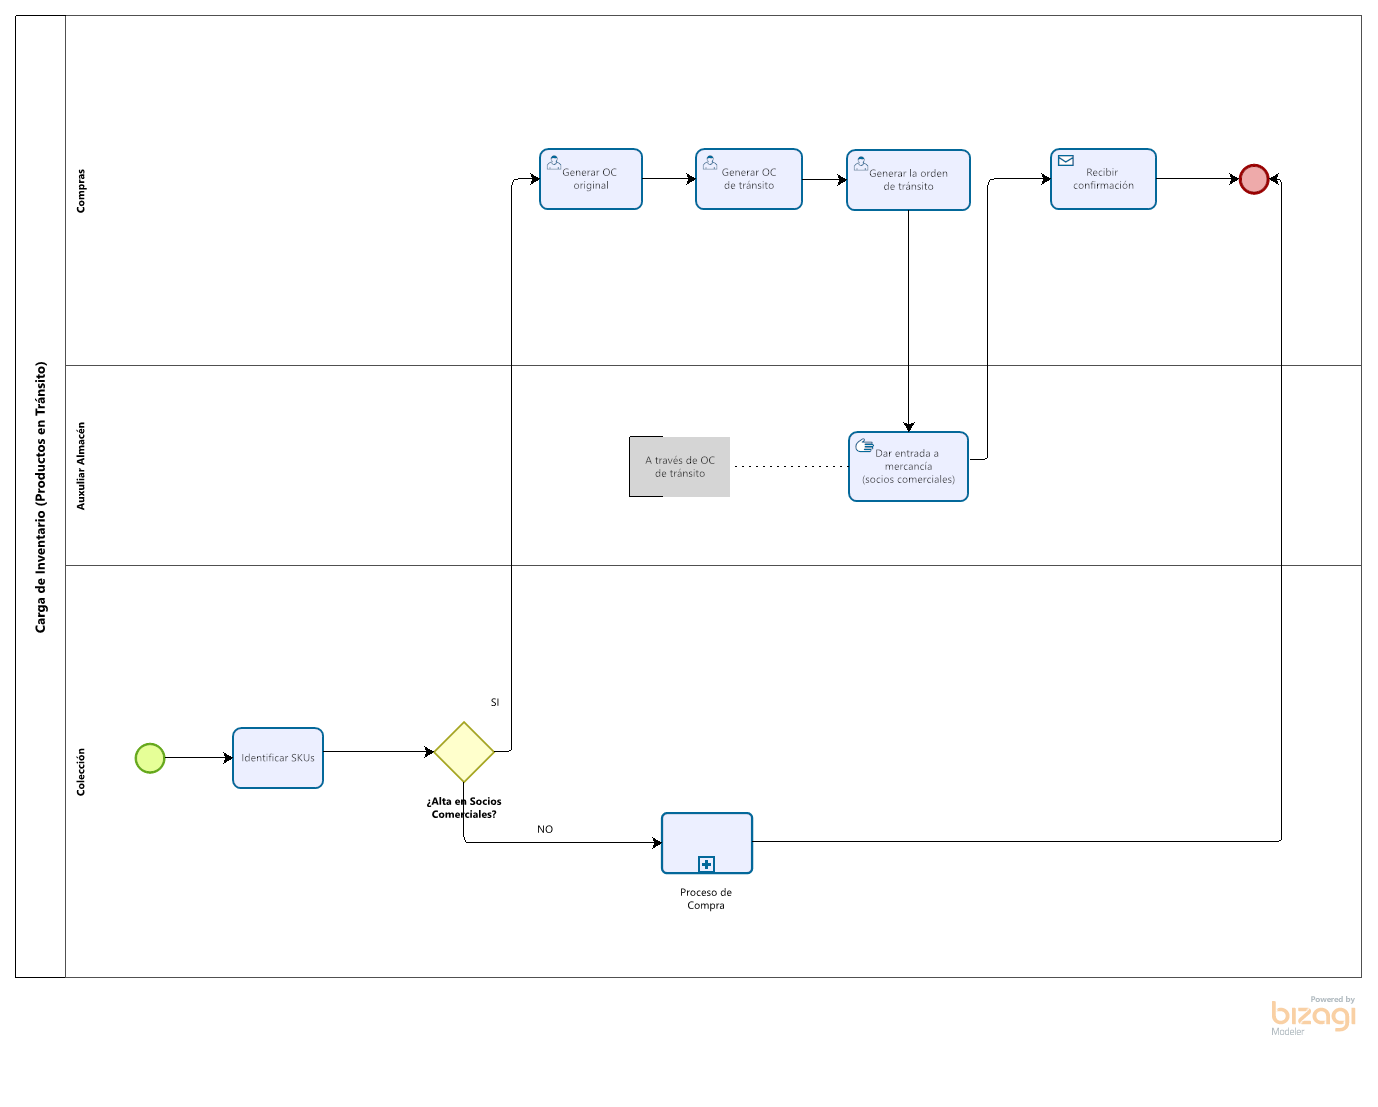 Carga de Inventario (Productos en Tránsito)
Compras
Generar OC
original
Generar OC
de tránsito
Generar la orden
de tránsito
Recibir
confirmación
Auxuliar Almacén
A través de OC
de tránsito
Dar entrada a
mercancía
(socios comerciales)
Colección
Identificar SKUs
SI
¿Alta en Socios
Comerciales?
NO
Proceso de
Compra
Powered by
bizagi
Modeler